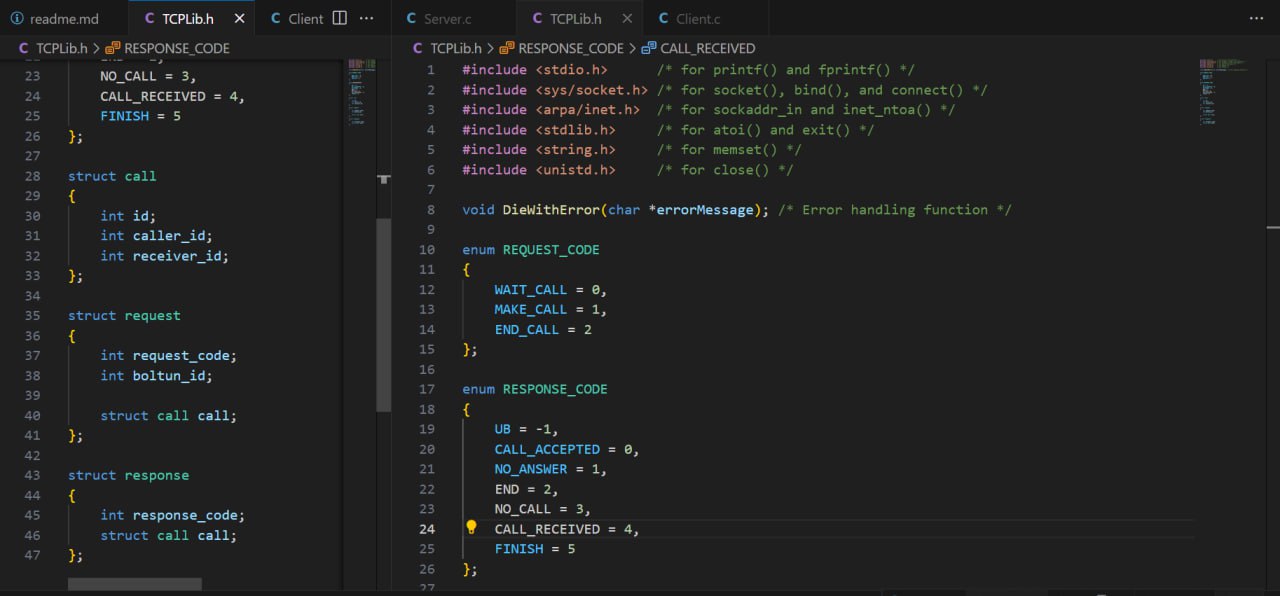 readme.md
C TCPLib.h ×
C Client ···
C TCPLib.h > RESPONSE_CODE
23 NO_CALL = 3,
24 CALL_RECEIVED = 4,
25 FINISH = 5
26 };
27
28 struct call
29 {
30 int id;
31 int caller_id;
32 int receiver_id;
33 };
34
35 struct request
36 {
37 int request_code;
38 int boltun_id;
39
40 struct call call;
41 };
42
43 struct response
44 {
45 int response_code;
46 struct call call;
47 };
C Server.c
C TCPLib.h ×
C Client.c
···
C TCPLib.h > RESPONSE_CODE > CALL_RECEIVED
1 #include <stdio.h> /* for printf() and fprintf() */
2 #include <sys/socket.h> /* for socket(), bind(), and connect() */
3 #include <arpa/inet.h> /* for sockaddr_in and inet_ntoa() */
4 #include <stdlib.h> /* for atoi() and exit() */
5 #include <string.h> /* for memset() */
6 #include <unistd.h> /* for close() */
7
8 void DieWithError(char *errorMessage); /* Error handling function */
9
10 enum REQUEST_CODE
11 {
12 WAIT_CALL = 0,
13 MAKE_CALL = 1,
14 END_CALL = 2
15 };
16
17 enum RESPONSE_CODE
18 {
19 UB = -1,
20 CALL_ACCEPTED = 0,
21 NO_ANSWER = 1,
22 END = 2,
23 NO_CALL = 3,
24 CALL_RECEIVED = 4,
25 FINISH = 5
26 };
27